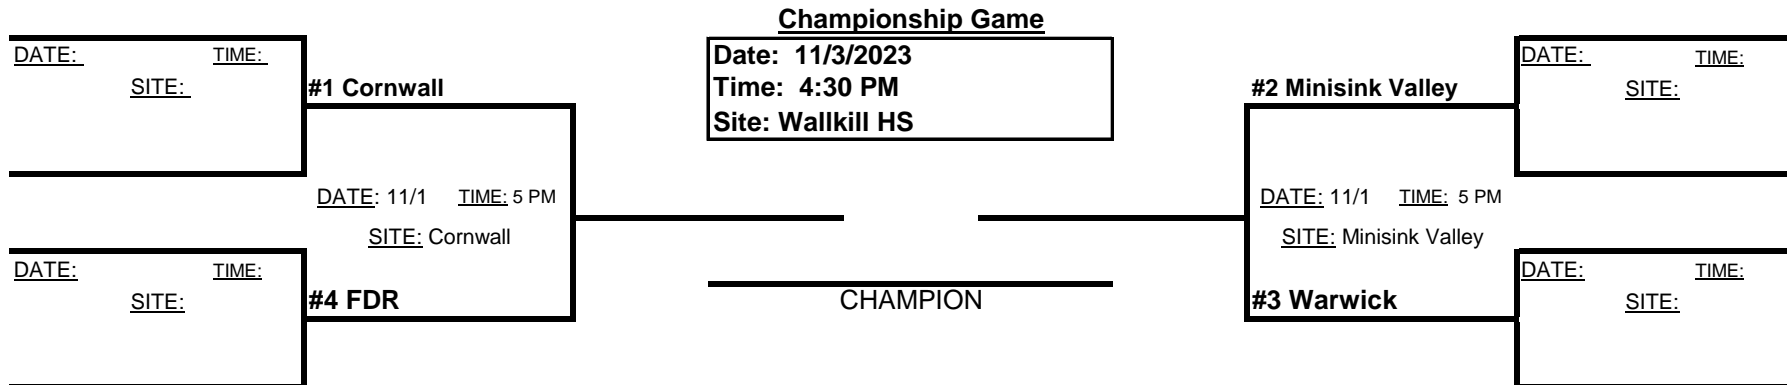 Championship Game
DATE: TIME:
SITE:
#1 Cornwall
Date: 11/3/2023
Time: 4:30 PM
Site: Wallkill HS
#2 Minisink Valley
DATE: TIME:
SITE:
DATE: 11/1 TIME: 5 PM
SITE: Cornwall
DATE: 11/1 TIME: 5 PM
SITE: Minisink Valley
DATE: TIME:
SITE:
#4 FDR
CHAMPION
#3 Warwick
DATE: TIME:
SITE: